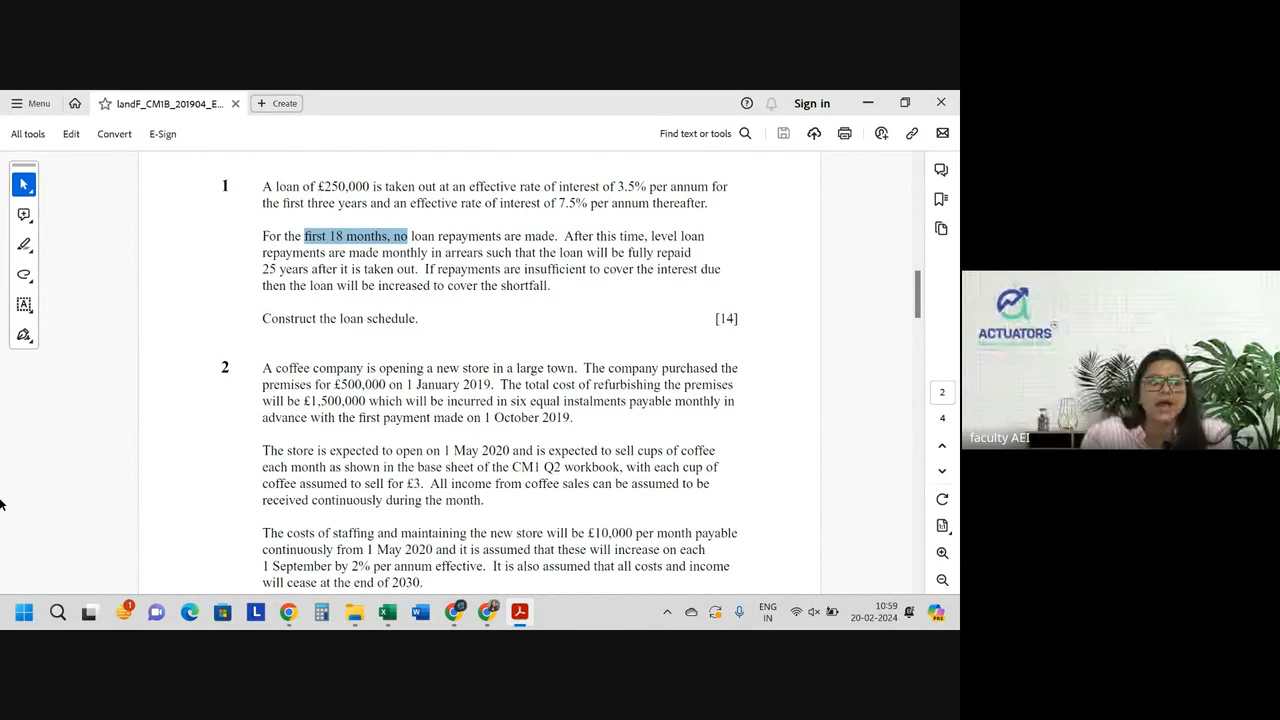 Menu
landF_CM1B_201904_E...
Create
Sign in
All tools
Edit
Convert
E-Sign
Find text or tools
1
A loan of £250,000 is taken out at an effective rate of interest of 3.5% per annum for
the first three years and an effective rate of interest of 7.5% per annum thereafter.
For the first 18 months, no loan repayments are made. After this time, level loan
repayments are made monthly in arrears such that the loan will be fully repaid
25 years after it is taken out. If repayments are insufficient to cover the interest due
then the loan will be increased to cover the shortfall.
Construct the loan schedule. [14]
2
A coffee company is opening a new store in a large town. The company purchased the
premises for £500,000 on 1 January 2019. The total cost of refurbishing the premises
will be £1,500,000 which will be incurred in six equal instalments payable monthly in
advance with the first payment made on 1 October 2019.
The store is expected to open on 1 May 2020 and is expected to sell cups of coffee
each month as shown in the base sheet of the CM1 Q2 workbook, with each cup of
coffee assumed to sell for £3. All income from coffee sales can be assumed to be
received continuously during the month.
The costs of staffing and maintaining the new store will be £10,000 per month payable
continuously from 1 May 2020 and it is assumed that these will increase on each
1 September by 2% per annum effective. It is also assumed that all costs and income
will cease at the end of 2030.
2
4
ACTUATORS
faculty AEI
ENG
IN
10:59
20-02-2024